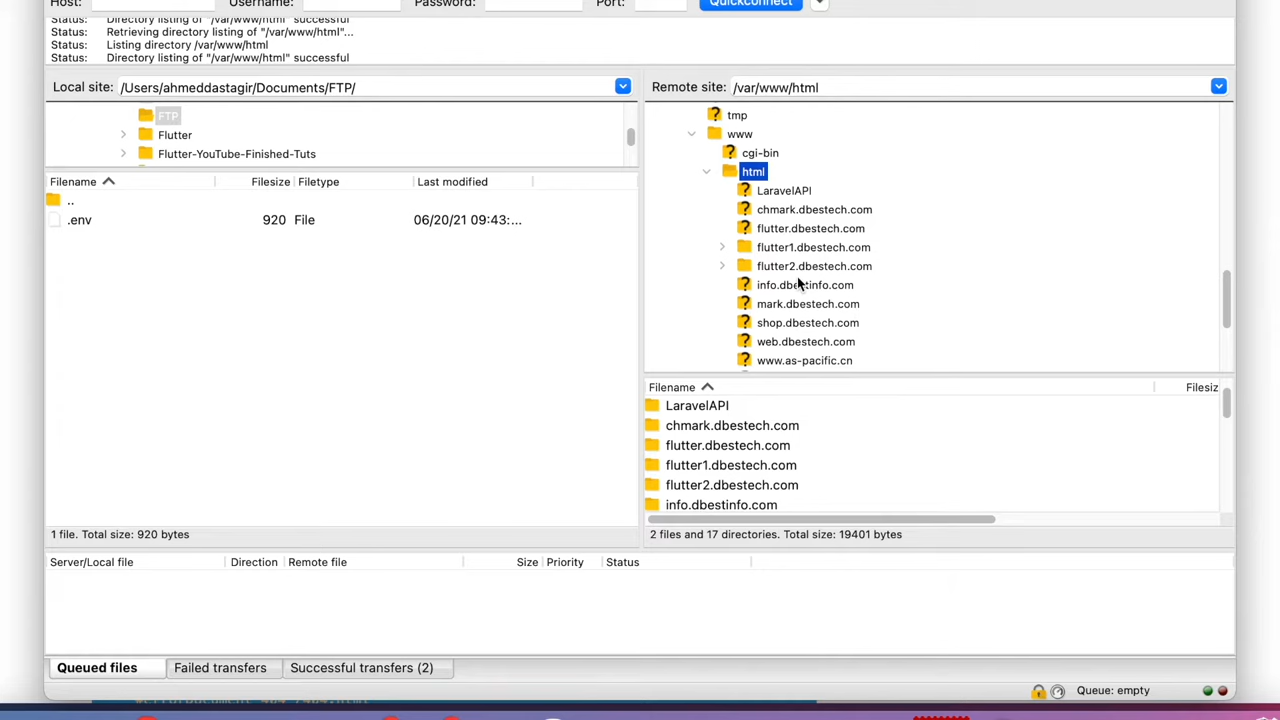 Host: Username: Password: Port: Quickconnect
Status: Directory listing of "/var/www/html" successful
Status: Retrieving directory listing of "/var/www/html"...
Status: Listing directory /var/www/html
Status: Directory listing of "/var/www/html" successful
Local site: /Users/ahmeddastagir/Documents/FTP/
FTP
Flutter
Flutter-YouTube-Finished-Tuts
Filename Filesize Filetype Last modified
..
.env 920 File 06/20/21 09:43:...
1 file. Total size: 920 bytes
Remote site: /var/www/html
tmp
www
cgi-bin
html
LaravelAPI
chmark.dbestech.com
flutter.dbestech.com
flutter1.dbestech.com
flutter2.dbestech.com
info.dbestinfo.com
mark.dbestech.com
shop.dbestech.com
web.dbestech.com
www.as-pacific.cn
Filename Filesiz
LaravelAPI
chmark.dbestech.com
flutter.dbestech.com
flutter1.dbestech.com
flutter2.dbestech.com
info.dbestinfo.com
2 files and 17 directories. Total size: 19401 bytes
Server/Local file Direction Remote file Size Priority Status
Queued files Failed transfers Successful transfers (2)
Queue: empty